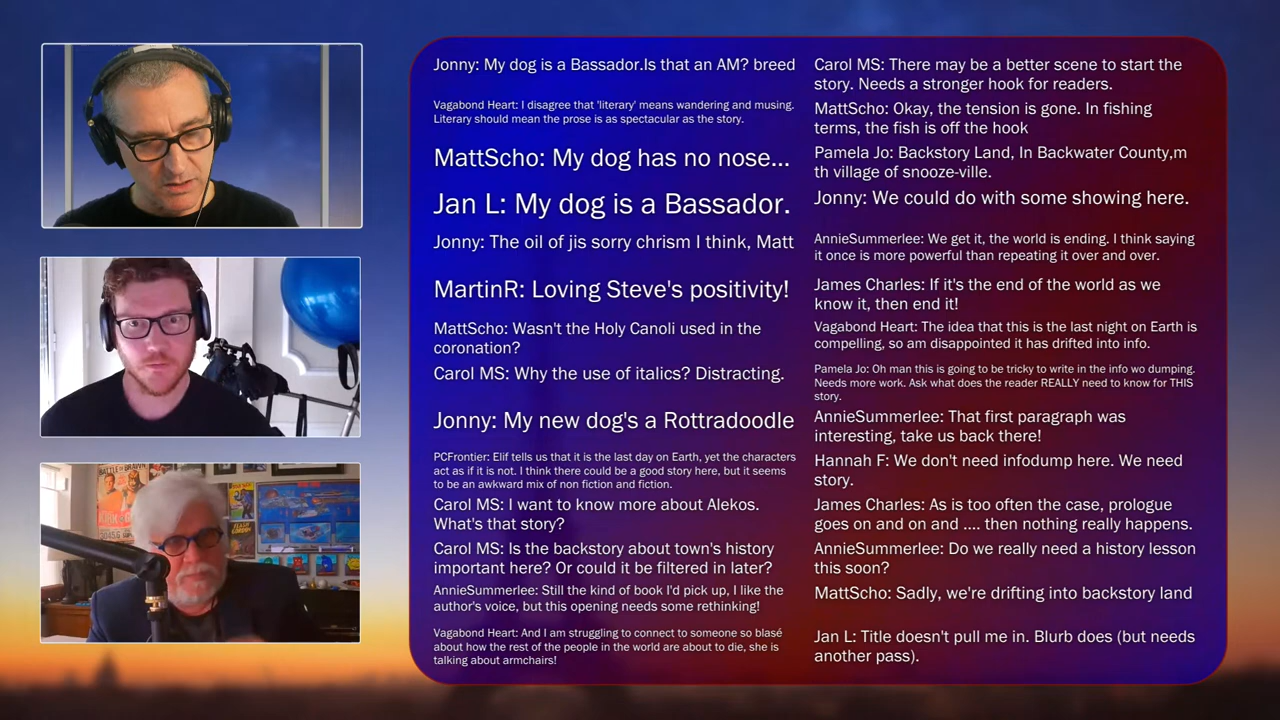 Jonny: My dog is a Bassador.Is that an AM? breed
Vagabond Heart: I disagree that 'literary' means wandering and musing.
Literary should mean the prose is as spectacular as the story.
MattScho: My dog has no nose...
Jan L: My dog is a Bassador.
Jonny: The oil of jis sorry chrism I think, Matt
MartinR: Loving Steve's positivity!
MattScho: Wasn't the Holy Canoli used in the
coronation?
Carol MS: Why the use of italics? Distracting.
Jonny: My new dog's a Rottradoodle
PCFrontier: Elif tells us that it is the last day on Earth, yet the characters
act as if it is not. I think there could be a good story here, but it seems
to be an awkward mix of non fiction and fiction.
Carol MS: I want to know more about Alekos.
What's that story?
Carol MS: Is the backstory about town's history
important here? Or could it be filtered in later?
AnnieSummerlee: Still the kind of book I'd pick up, I like the
author's voice, but this opening needs some rethinking!
Vagabond Heart: And I am struggling to connect to someone so blasé
about how the rest of the people in the world are about to die, she is
talking about armchairs!
Carol MS: There may be a better scene to start the
story. Needs a stronger hook for readers.
MattScho: Okay, the tension is gone. In fishing
terms, the fish is off the hook
Pamela Jo: Backstory Land, In Backwater County,m
th village of snooze-ville.
Jonny: We could do with some showing here.
AnnieSummerlee: We get it, the world is ending. I think saying
it once is more powerful than repeating it over and over.
James Charles: If it's the end of the world as we
know it, then end it!
Vagabond Heart: The idea that this is the last night on Earth is
compelling, so am disappointed it has drifted into info.
Pamela Jo: Oh man this is going to be tricky to write in the info wo dumping.
Needs more work. Ask what does the reader REALLY need to know for THIS
story.
AnnieSummerlee: That first paragraph was
interesting, take us back there!
Hannah F: We don't need infodump here. We need
story.
James Charles: As is too often the case, prologue
goes on and on and .... then nothing really happens.
AnnieSummerlee: Do we really need a history lesson
this soon?
MattScho: Sadly, we're drifting into backstory land
Jan L: Title doesn't pull me in. Blurb does (but needs
another pass).